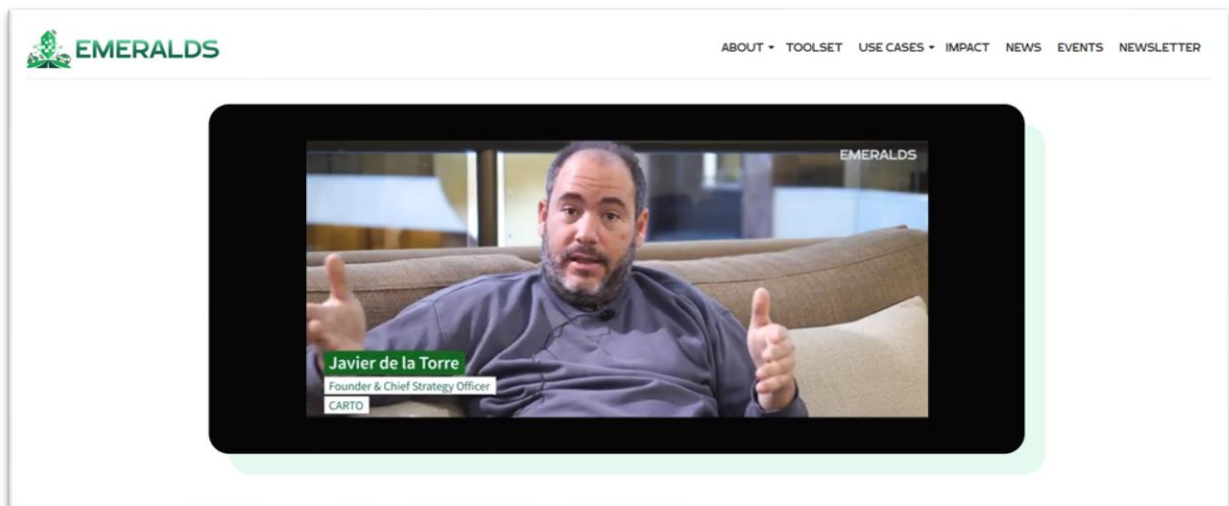 EMERALDS
ABOUT TOOLSET USE CASES IMPACT NEWS EVENTS NEWSLETTER
EMERALDS
Javier de la Torre
Founder & Chief Strategy Officer
CARTO